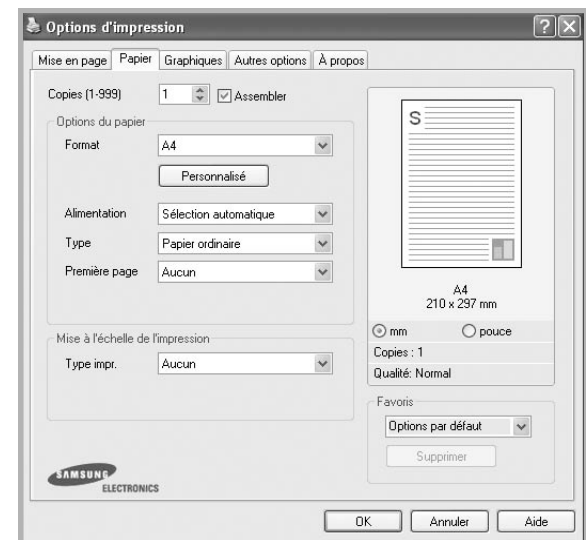 Options d'impression
Mise en page Papier Graphiques Autres options À propos
Copies (1-999) 1 Assembler
Options du papier
Format A4
Personnalisé
Alimentation Sélection automatique
Type Papier ordinaire
Première page Aucun
Mise à l'échelle de l'impression
Type impr. Aucun
SAMSUNG
ELECTRONICS
S
A4
210 x 297 mm
mm pouce
Copies : 1
Qualité: Normal
Favoris
Options par défaut
Supprimer
OK Annuler Aide